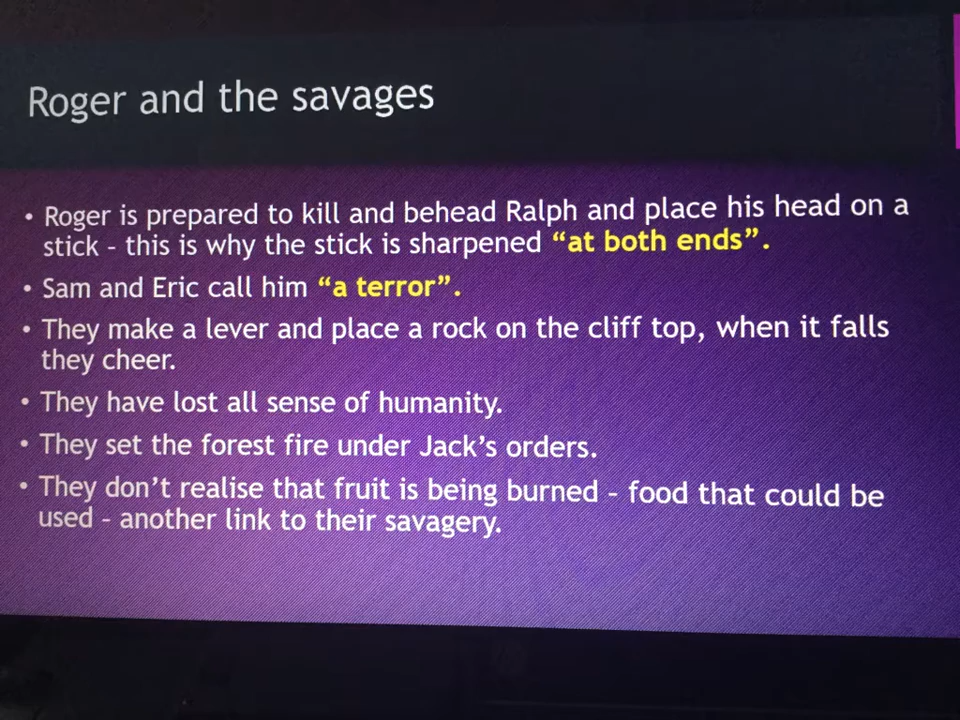 Roger and the savages
• Roger is prepared to kill and behead Ralph and place his head on a
stick – this is why the stick is sharpened “at both ends”.
• Sam and Eric call him “a terror”.
• They make a lever and place a rock on the cliff top, when it falls
they cheer.
• They have lost all sense of humanity.
• They set the forest fire under Jack’s orders.
• They don’t realise that fruit is being burned – food that could be
used – another link to their savagery.